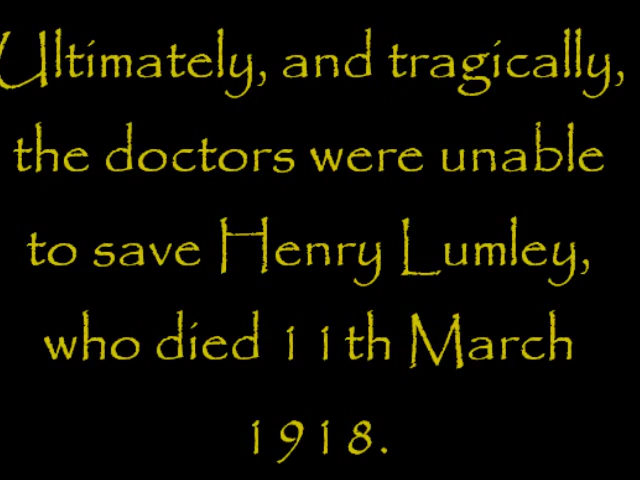 Ultimately, and tragically,
the doctors were unable
to save Henry Lumley,
who died 11th March
1918.